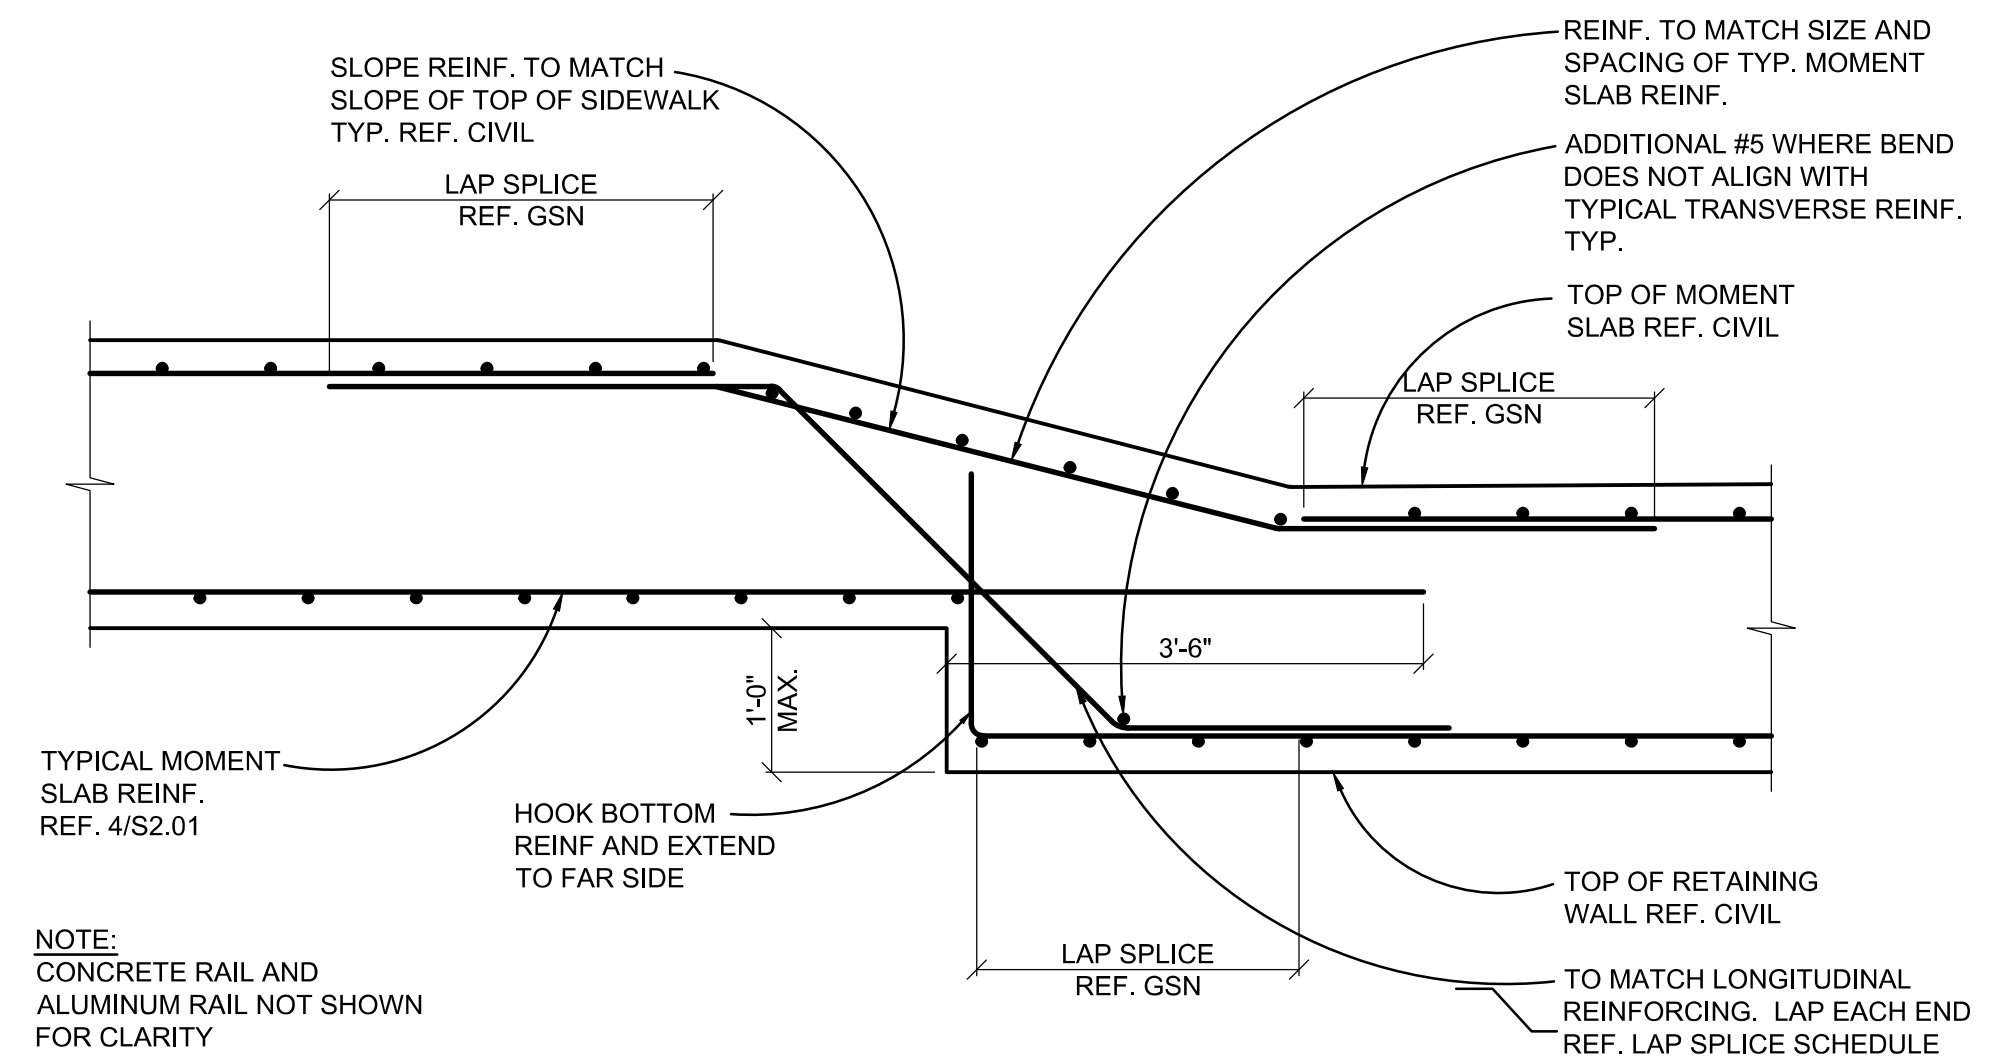 SLOPE REINF. TO MATCH
SLOPE OF TOP OF SIDEWALK
TYP. REF. CIVIL
LAP SPLICE
REF. GSN
REINF. TO MATCH SIZE AND
SPACING OF TYP. MOMENT
SLAB REINF.
ADDITIONAL #5 WHERE BEND
DOES NOT ALIGN WITH
TYPICAL TRANSVERSE REINF.
TYP.
TOP OF MOMENT
SLAB REF. CIVIL
LAP SPLICE
REF. GSN
3'-6"
1'-0"
MAX.
TYPICAL MOMENT
SLAB REINF.
REF. 4/S2.01
HOOK BOTTOM
REINF AND EXTEND
TO FAR SIDE
TOP OF RETAINING
WALL REF. CIVIL
LAP SPLICE
REF. GSN
TO MATCH LONGITUDINAL
REINFORCING. LAP EACH END
REF. LAP SPLICE SCHEDULE
NOTE:
CONCRETE RAIL AND
ALUMINUM RAIL NOT SHOWN
FOR CLARITY